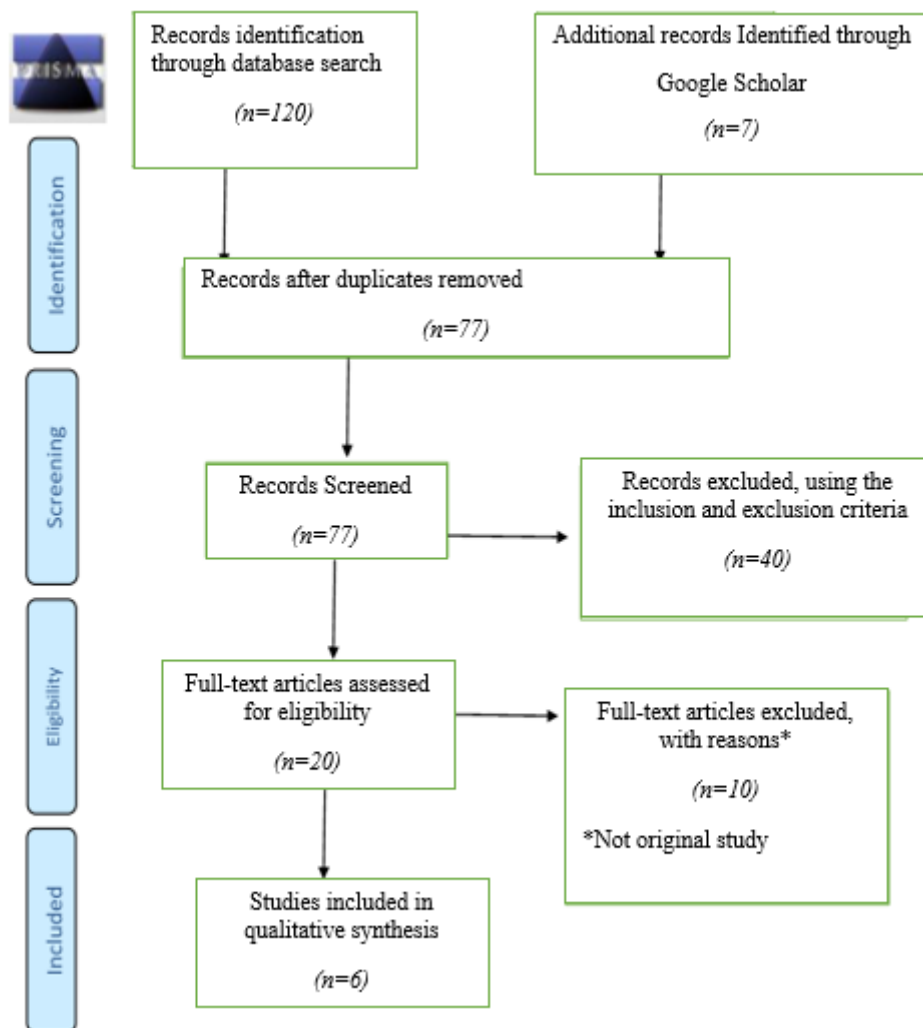 PRISMA
Records identification
through database search
(n=120)
Additional records Identified through
Google Scholar
(n=7)
Identification
Records after duplicates removed
(n=77)
Screening
Records Screened
(n=77)
Records excluded, using the
inclusion and exclusion criteria
(n=40)
Eligibility
Full-text articles assessed
for eligibility
(n=20)
Full-text articles excluded,
with reasons*
(n=10)
*Not original study
Included
Studies included in
qualitative synthesis
(n=6)